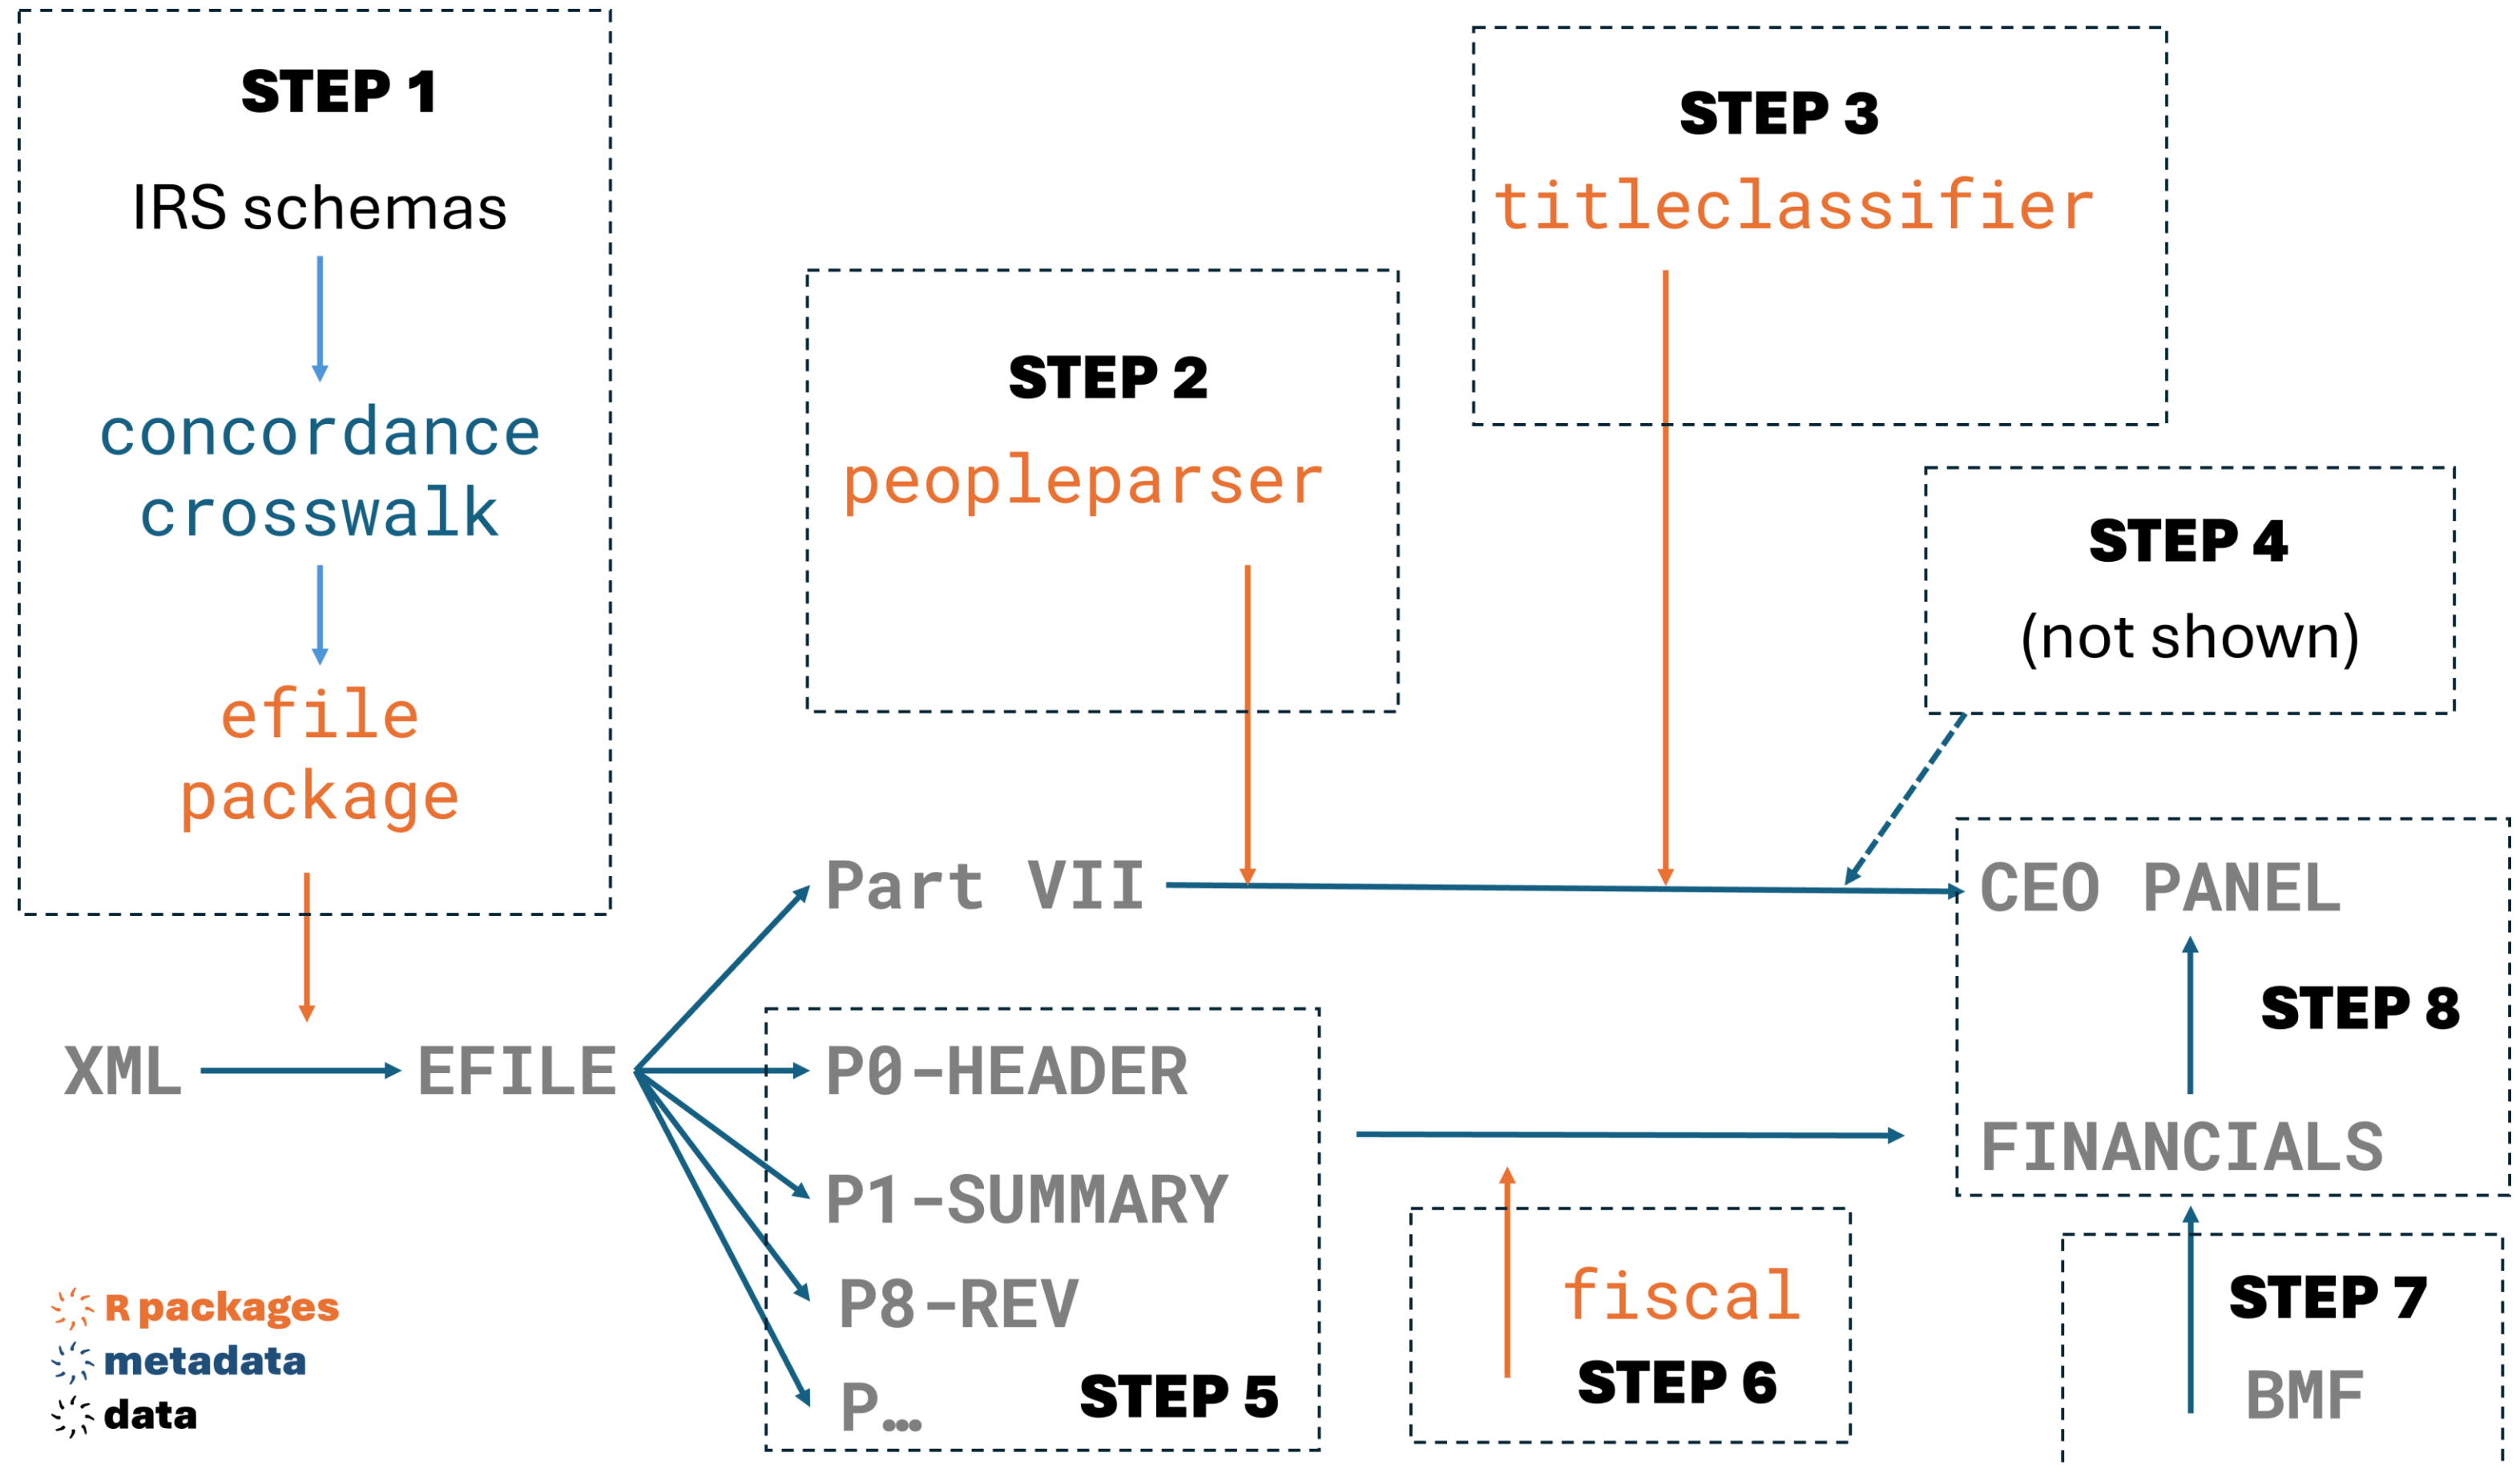 STEP 1
IRS schemas
concordance
crosswalk
efile
package
STEP 2
peopleparser
STEP 3
titleclassifier
STEP 4
(not shown)
XML
EFILE
Part VII
P0-HEADER
P1-SUMMARY
P8-REV
P…
STEP 5
fiscal
STEP 6
CEO PANEL
STEP 8
FINANCIALS
STEP 7
BMF
R packages
metadata
data